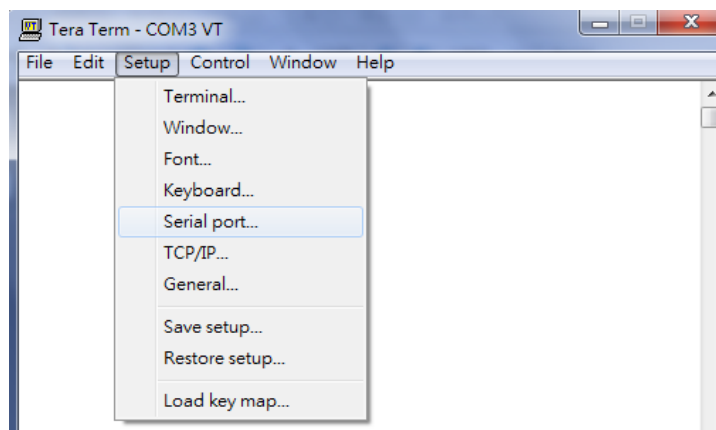 Tera Term - COM3 VT
File Edit Setup Control Window Help
Terminal...
Window...
Font...
Keyboard...
Serial port...
TCP/IP...
General...
Save setup...
Restore setup...
Load key map...